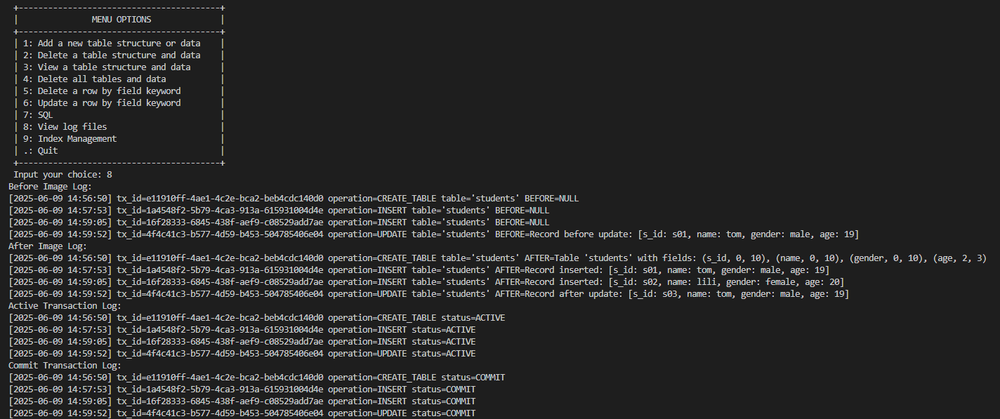 +-----------------------------------------+
|               MENU OPTIONS              |
+-----------------------------------------+
| 1: Add a new table structure or data    |
| 2: Delete a table structure and data    |
| 3: View a table structure and data      |
| 4: Delete all tables and data           |
| 5: Delete a row by field keyword        |
| 6: Update a row by field keyword        |
| 7: SQL                                  |
| 8: View log files                       |
| 9: Index Management                     |
| .: Quit                                 |
+-----------------------------------------+
Input your choice: 8
Before Image Log:
[2025-06-09 14:56:50] tx_id=e11910ff-4ae1-4c2e-bca2-beb4cdc140d0 operation=CREATE_TABLE table='students' BEFORE=NULL
[2025-06-09 14:57:53] tx_id=1a4548f2-5b79-4ca3-913a-615931004d4e operation=INSERT table='students' BEFORE=NULL
[2025-06-09 14:59:05] tx_id=16f28333-6845-438f-aef9-c08529add7ae operation=INSERT table='students' BEFORE=NULL
[2025-06-09 14:59:52] tx_id=4f4c41c3-b577-4d59-b453-504785406e04 operation=UPDATE table='students' BEFORE=Record before update: [s_id: s01, name: tom, gender: male, age: 19]
After Image Log:
[2025-06-09 14:56:50] tx_id=e11910ff-4ae1-4c2e-bca2-beb4cdc140d0 operation=CREATE_TABLE table='students' AFTER=Table 'students' with fields: (s_id, 0, 10), (name, 0, 10), (gender, 0, 10), (age, 2, 3)
[2025-06-09 14:57:53] tx_id=1a4548f2-5b79-4ca3-913a-615931004d4e operation=INSERT table='students' AFTER=Record inserted: [s_id: s01, name: tom, gender: male, age: 19]
[2025-06-09 14:59:05] tx_id=16f28333-6845-438f-aef9-c08529add7ae operation=INSERT table='students' AFTER=Record inserted: [s_id: s02, name: lili, gender: female, age: 20]
[2025-06-09 14:59:52] tx_id=4f4c41c3-b577-4d59-b453-504785406e04 operation=UPDATE table='students' AFTER=Record after update: [s_id: s03, name: tom, gender: male, age: 19]
Active Transaction Log:
[2025-06-09 14:56:50] tx_id=e11910ff-4ae1-4c2e-bca2-beb4cdc140d0 operation=CREATE_TABLE status=ACTIVE
[2025-06-09 14:57:53] tx_id=1a4548f2-5b79-4ca3-913a-615931004d4e operation=INSERT status=ACTIVE
[2025-06-09 14:59:05] tx_id=16f28333-6845-438f-aef9-c08529add7ae operation=INSERT status=ACTIVE
[2025-06-09 14:59:52] tx_id=4f4c41c3-b577-4d59-b453-504785406e04 operation=UPDATE status=ACTIVE
Commit Transaction Log:
[2025-06-09 14:56:50] tx_id=e11910ff-4ae1-4c2e-bca2-beb4cdc140d0 operation=CREATE_TABLE status=COMMIT
[2025-06-09 14:57:53] tx_id=1a4548f2-5b79-4ca3-913a-615931004d4e operation=INSERT status=COMMIT
[2025-06-09 14:59:05] tx_id=16f28333-6845-438f-aef9-c08529add7ae operation=INSERT status=COMMIT
[2025-06-09 14:59:52] tx_id=4f4c41c3-b577-4d59-b453-504785406e04 operation=UPDATE status=COMMIT